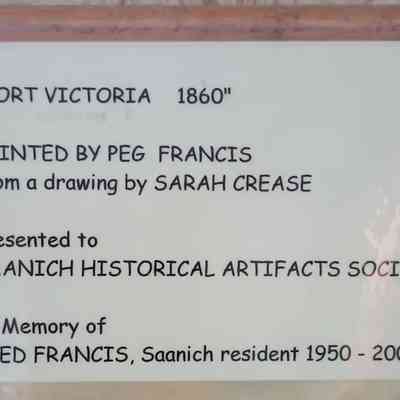 ORT VICTORIA 1860"
INTED BY PEG FRANCIS
om a drawing by SARAH CREASE
esented to
ANICH HISTORICAL ARTIFACTS SOCI
Memory of
ED FRANCIS, Saanich resident 1950 - 200